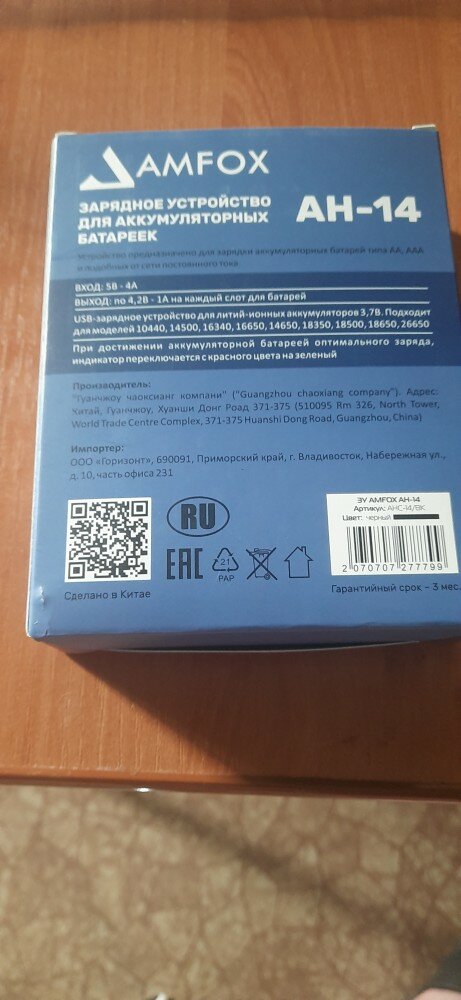 AMFOX
ЗАРЯДНОЕ УСТРОЙСТВО
ДЛЯ АККУМУЛЯТОРНЫХ
БАТАРЕЕК
AH-14
Устройство предназначено для зарядки аккумуляторных батарей типа АА, ААА
и подобных от сети постоянного тока
ВХОД: 5В - 4А
ВЫХОД: по 4,2В - 1А на каждый слот для батарей
USB-зарядное устройство для литий-ионных аккумуляторов 3,7В. Подходит
для моделей 10440, 14500, 16340, 16650, 14650, 18350, 18500, 18650, 26650
При достижении аккумуляторной батареей оптимального заряда,
индикатор переключается с красного цвета на зеленый
Производитель:
"Гуанчжоу чаоксианг компани" ("Guangzhou chaoxiang company"). Адрес:
Китай, Гуанчжоу, Хуанши Донг Роад 371-375 (510095 Rm 326, North Tower,
World Trade Centre Complex, 371-375 Huanshi Dong Road, Guangzhou, China)
Импортер:
ООО «Горизонт», 690091, Приморский край, г. Владивосток, Набережная ул.,
д. 10, часть офиса 231
RU
EAC
21
PAP
Сделано в Китае
ЗУ AMFOX AH-14
Артикул: AHC-14/BK
Цвет: черный
2 070707 277799
Гарантийный срок – 3 мес.